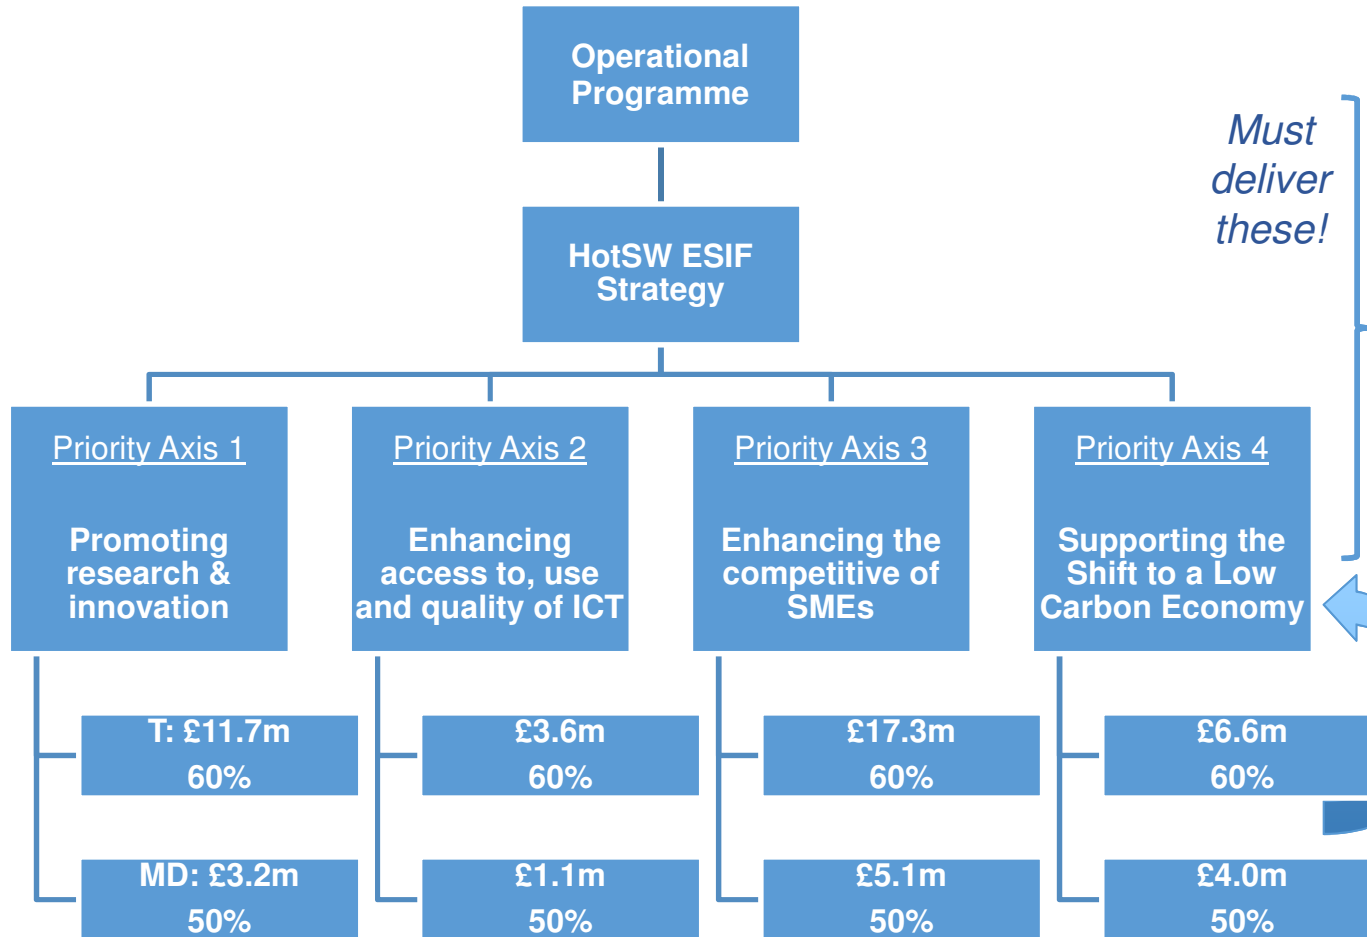 Operational
Programme
Must
deliver
these!
HotSW ESIF
Strategy
Priority Axis 1
Promoting
research &
innovation
Priority Axis 2
Enhancing
access to, use
and quality of ICT
Priority Axis 3
Enhancing the
competitive of
SMEs
Priority Axis 4
Supporting the
Shift to a Low
Carbon Economy
T: £11.7m
60%
£3.6m
60%
£17.3m
60%
£6.6m
60%
MD: £3.2m
50%
£1.1m
50%
£5.1m
50%
£4.0m
50%